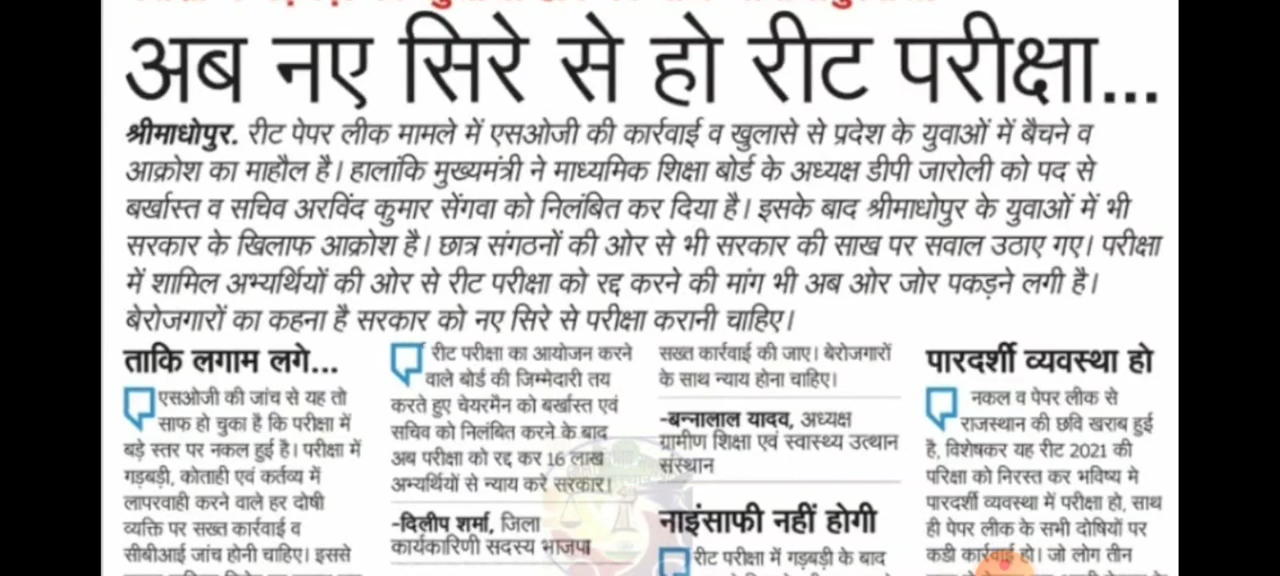 अब नए सिरे से हो रीट परीक्षा...
श्रीमाधोपुर. रीट पेपर लीक मामले में एसओजी की कार्रवाई व खुलासे से प्रदेश के युवाओं में बैचने व
आक्रोश का माहौल है। हालांकि मुख्यमंत्री ने माध्यमिक शिक्षा बोर्ड के अध्यक्ष डीपी जारोली को पद से
बर्खास्त व सचिव अरविंद कुमार सेंगवा को निलंबित कर दिया है। इसके बाद श्रीमाधोपुर के युवाओं में भी
सरकार के खिलाफ आक्रोश है। छात्र संगठनों की ओर से भी सरकार की साख पर सवाल उठाए गए। परीक्षा
में शामिल अभ्यर्थियों की ओर से रीट परीक्षा को रद्द करने की मांग भी अब ओर जोर पकड़ने लगी है।
बेरोजगारों का कहना है सरकार को नए सिरे से परीक्षा करानी चाहिए।
ताकि लगाम लगे...
एसओजी की जांच से यह तो
साफ हो चुका है कि परीक्षा में
बड़े स्तर पर नकल हुई है। परीक्षा में
गड़बड़ी, कोताही एवं कर्तव्य में
लापरवाही करने वाले हर दोषी
व्यक्ति पर सख्त कार्रवाई व
सीबीआई जांच होनी चाहिए। इससे
रीट परीक्षा का आयोजन करने
वाले बोर्ड की जिम्मेदारी तय
करते हुए चेयरमैन को बर्खास्त एवं
सचिव को निलंबित करने के बाद
अब परीक्षा को रद्द कर 16 लाख
अभ्यर्थियों से न्याय करें सरकार।
-दिलीप शर्मा, जिला
कार्यकारिणी सदस्य भाजपा
सख्त कार्रवाई की जाए। बेरोजगारों
के साथ न्याय होना चाहिए।
-बन्नालाल यादव, अध्यक्ष
ग्रामीण शिक्षा एवं स्वास्थ्य उत्थान
संस्थान
नाइंसाफी नहीं होगी
रीट परीक्षा में गड़बड़ी के बाद
पारदर्शी व्यवस्था हो
नकल व पेपर लीक से
राजस्थान की छवि खराब हुई
है, विशेषकर यह रीट 2021 की
परिक्षा को निरस्त कर भविष्य मे
पारदर्शी व्यवस्था में परीक्षा हो, साथ
ही पेपर लीक के सभी दोषियों पर
कडी कार्रवाई हो। जो लोग तीन